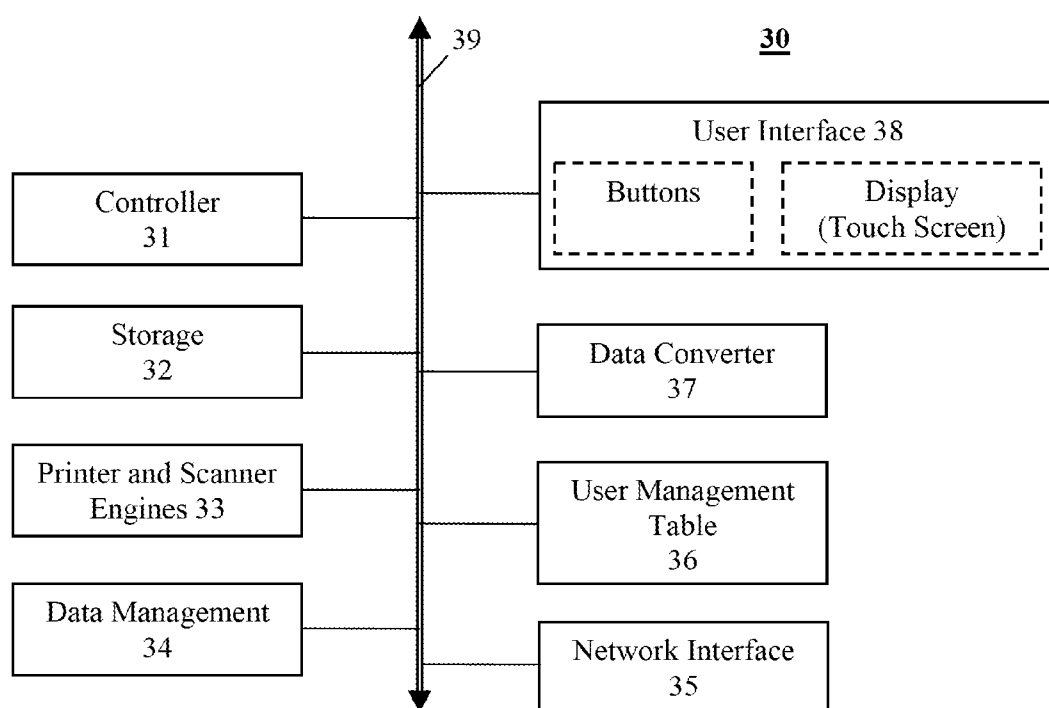 39
30
User Interface 38
Buttons
Display
(Touch Screen)
Controller
31
Storage
32
Data Converter
37
Printer and Scanner
Engines 33
User Management
Table
36
Data Management
34
Network Interface
35